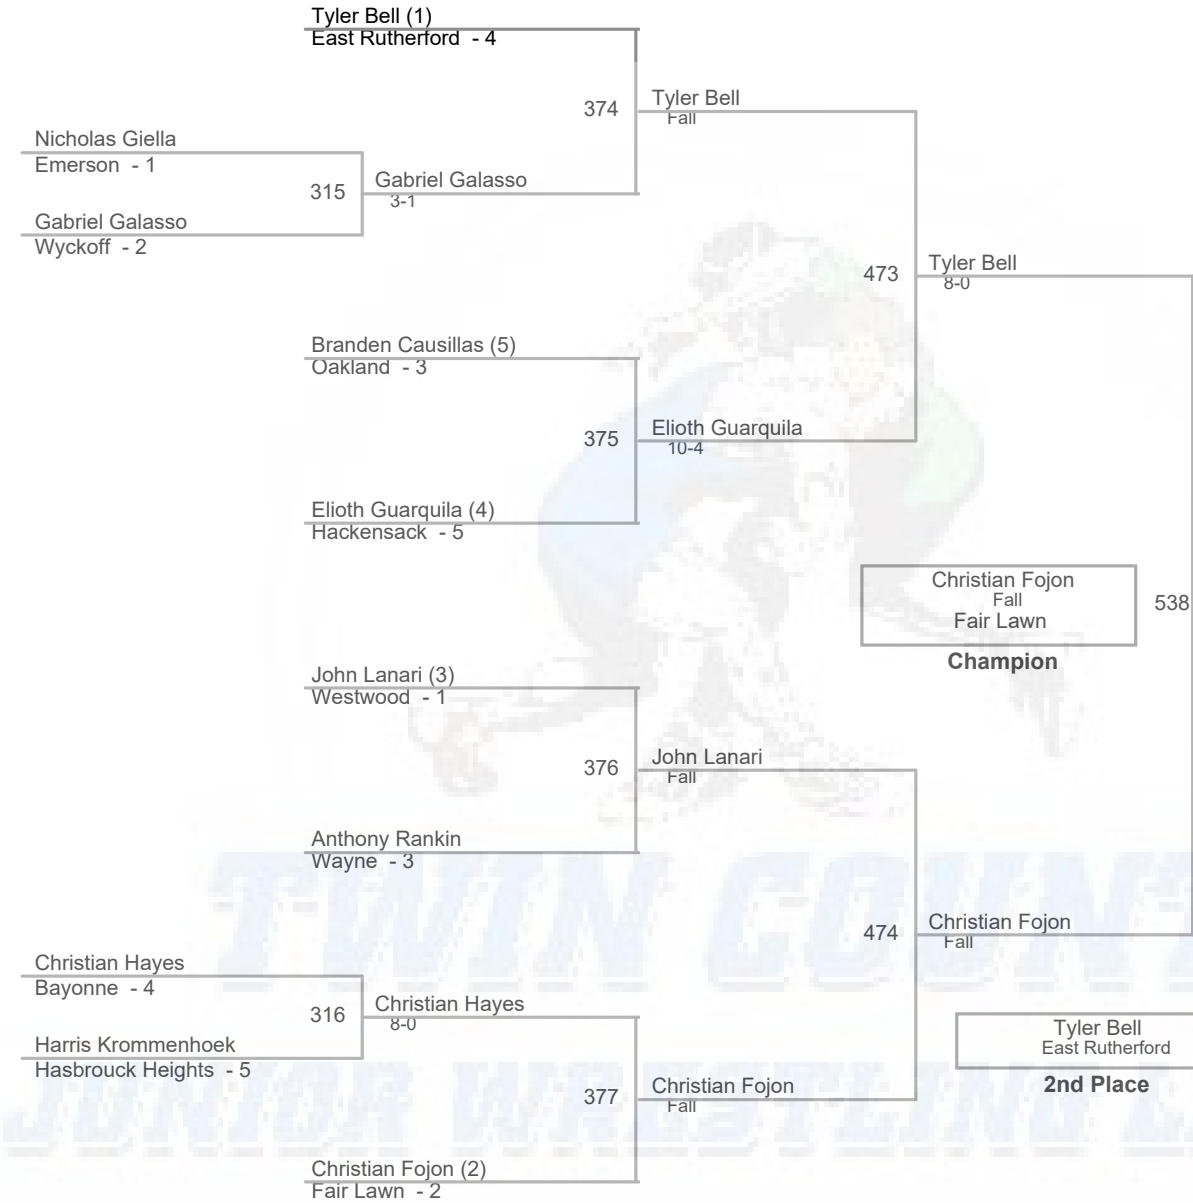 Tyler Bell (1)
East Rutherford - 4
374
Tyler Bell
Fall
Nicholas Giella
Emerson - 1
315
Gabriel Galasso
3-1
Gabriel Galasso
Wyckoff - 2
473
Tyler Bell
8-0
Branden Causillas (5)
Oakland - 3
375
Elioth Guarquila
10-4
Elioth Guarquila (4)
Hackensack - 5
Christian Fojon
Fall
Fair Lawn
538
Champion
John Lanari (3)
Westwood - 1
376
John Lanari
Fall
Anthony Rankin
Wayne - 3
TWIN COUNT
474
Christian Fojon
Fall
Christian Hayes
Bayonne - 4
316
Christian Hayes
8-0
Harris Krommenhoek
Hasbrouck Heights - 5
Tyler Bell
East Rutherford
2nd Place
JUNIOR WRESTLING
377
Christian Fojon
Fall
Christian Fojon (2)
Fair Lawn - 2